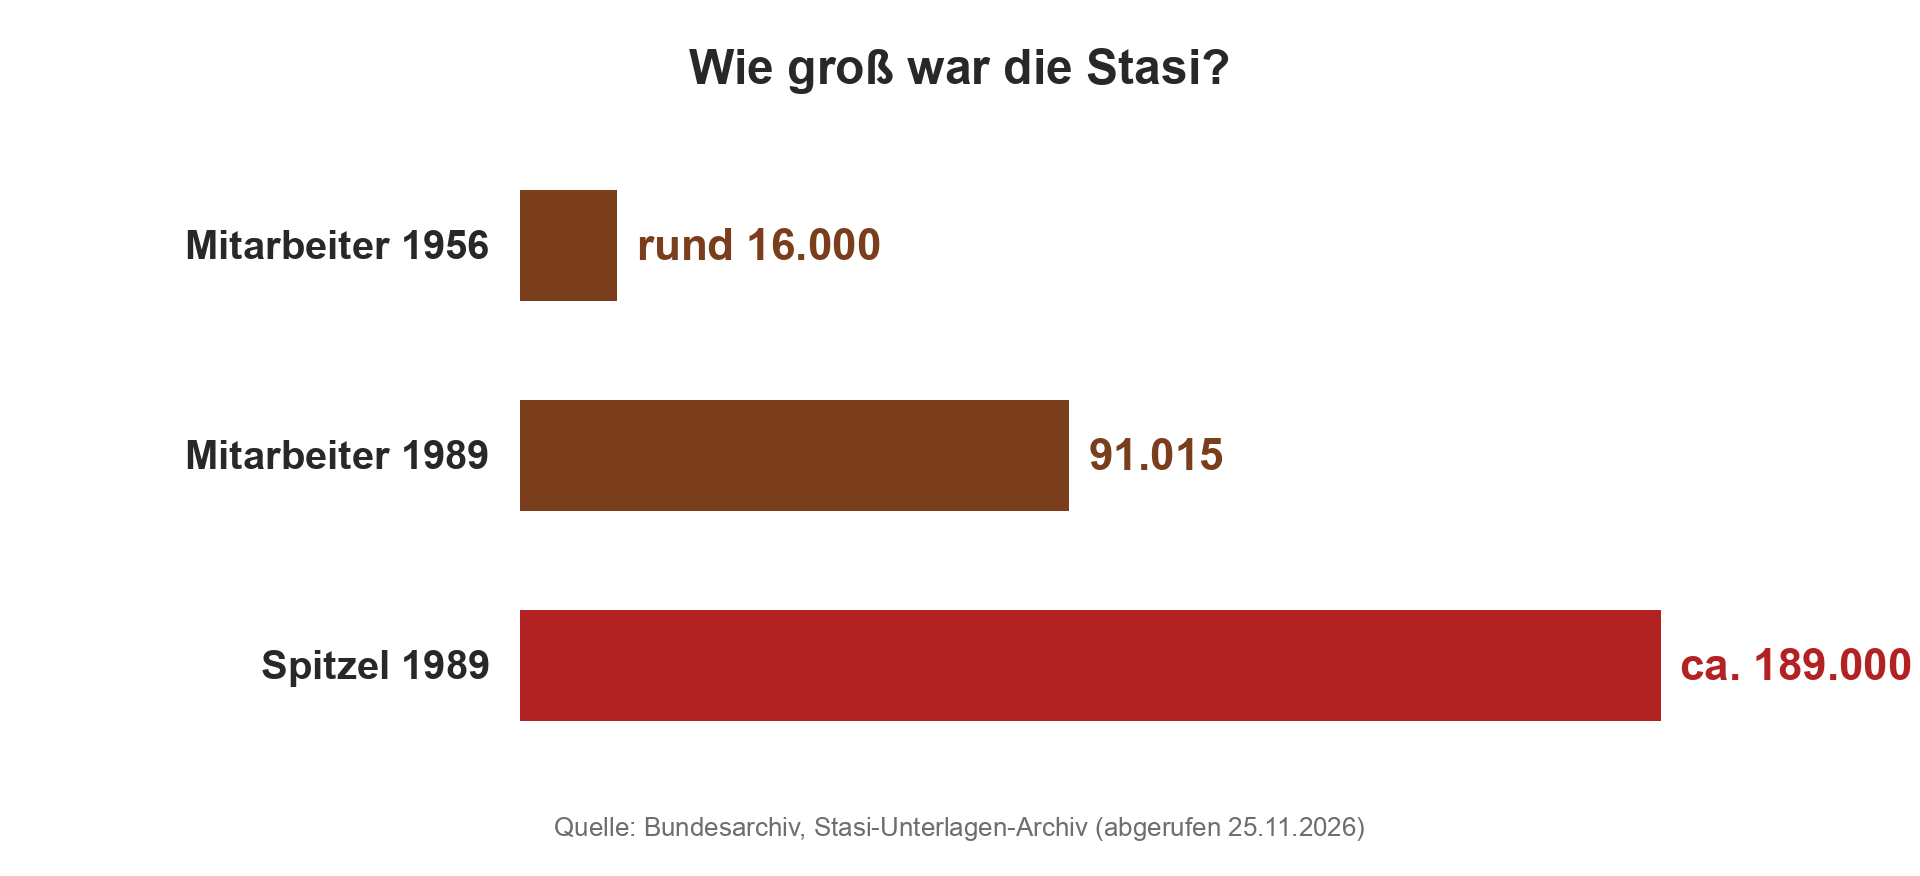 Wie groß war die Stasi?
Mitarbeiter 1956 rund 16.000
Mitarbeiter 1989 91.015
Spitzel 1989 ca. 189.000
Quelle: Bundesarchiv, Stasi-Unterlagen-Archiv (abgerufen 25.11.2026)